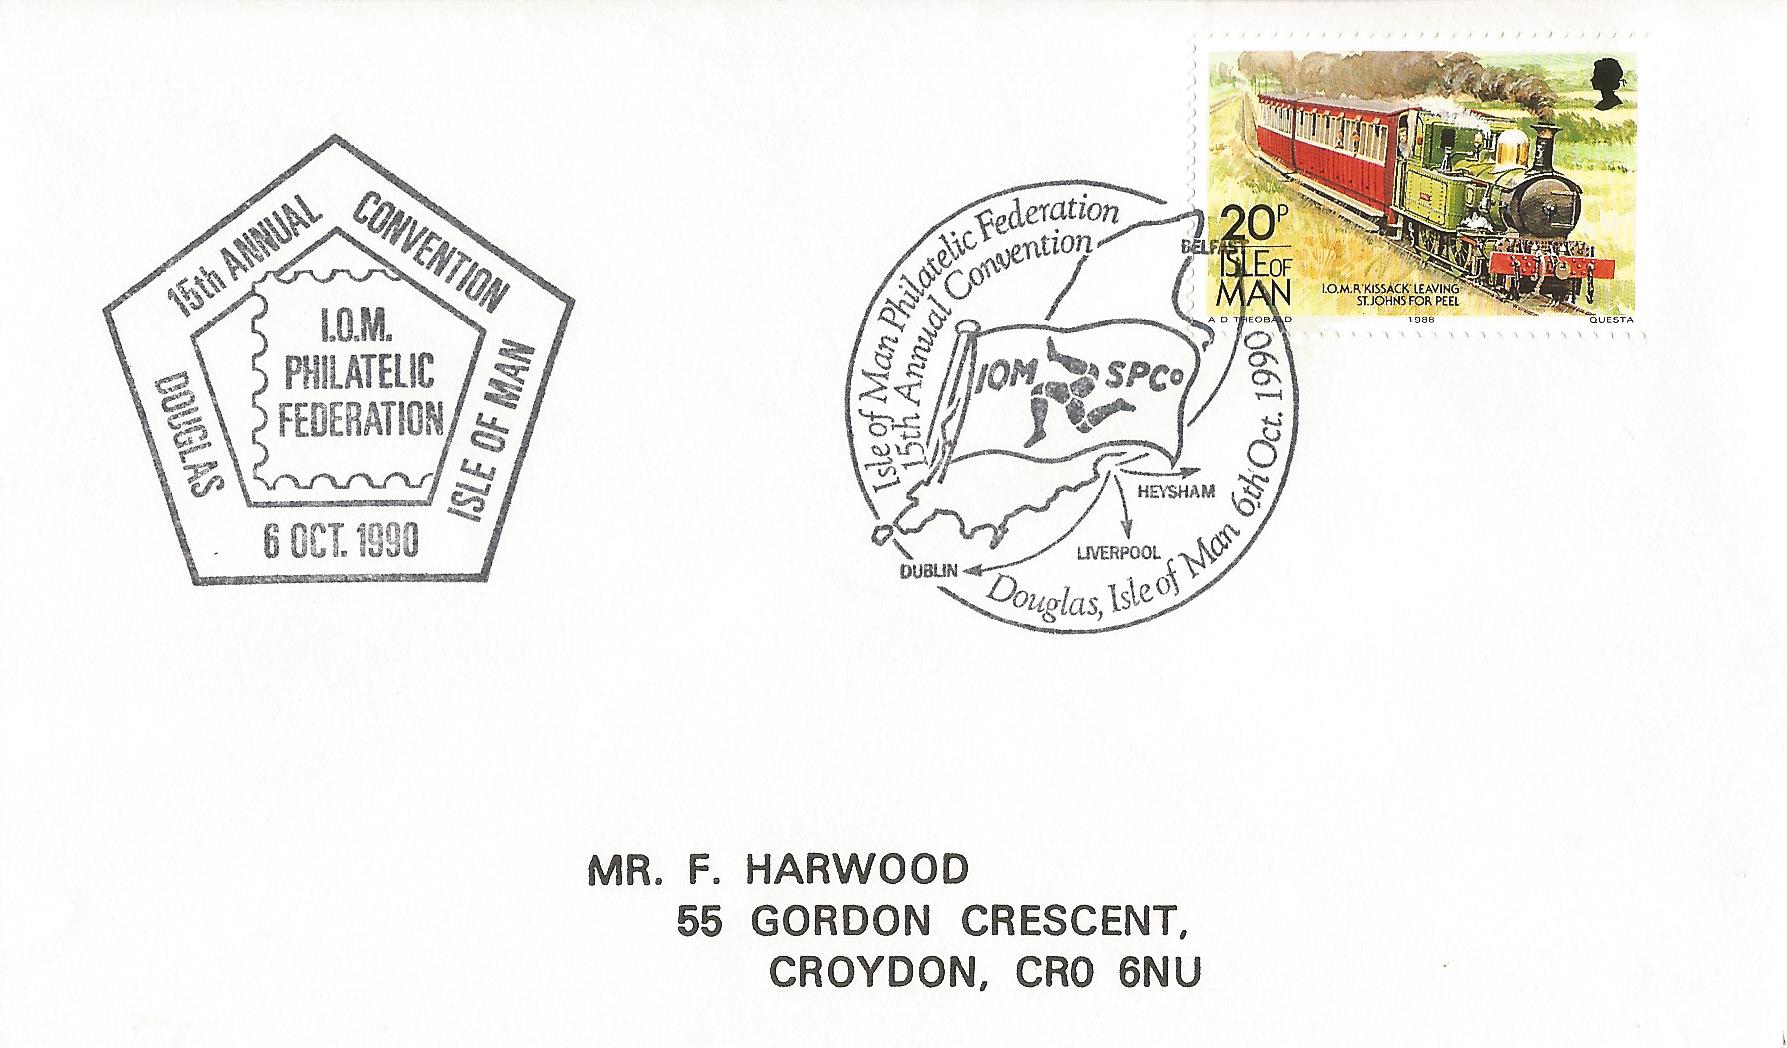 15th ANNUAL CONVENTION
DOUGLAS
ISLE OF MAN
I.O.M.
PHILATELIC
FEDERATION
6 OCT. 1990
Isle of Man Philatelic Federation
15th Annual Convention
IOM SPCo
BELFAST
HEYSHAM
LIVERPOOL
DUBLIN
Douglas, Isle of Man 6th Oct. 1990
20P
ISLE OF
MAN
I.O.M.R 'KISSACK' LEAVING
ST. JOHNS FOR PEEL
A D THEOBALD 1988 QUESTA
MR. F. HARWOOD
55 GORDON CRESCENT,
CROYDON, CR0 6NU